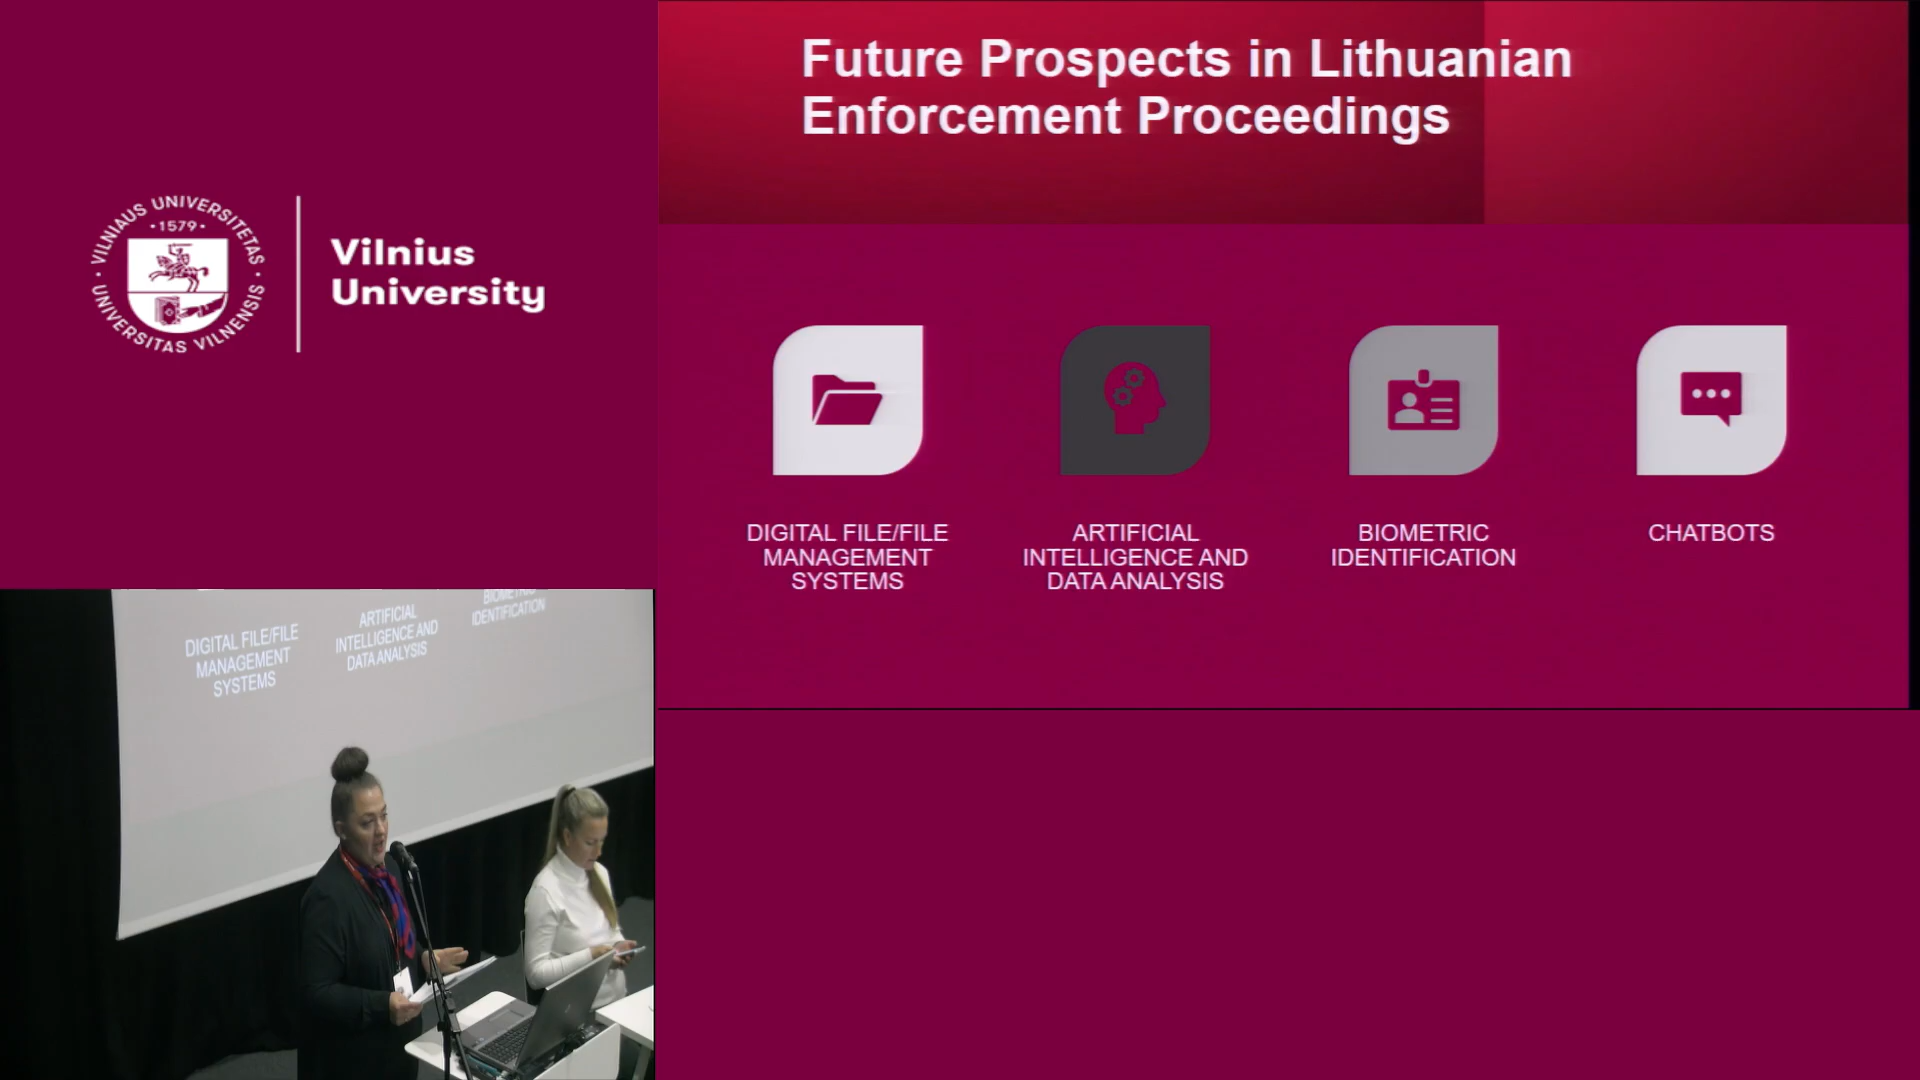 VILNIAUS UNIVERSITETAS
·1579·
UNIVERSITAS VILNENSIS
Vilnius
University
Future Prospects in Lithuanian
Enforcement Proceedings
DIGITAL FILE/FILE
MANAGEMENT
SYSTEMS
ARTIFICIAL
INTELLIGENCE AND
DATA ANALYSIS
BIOMETRIC
IDENTIFICATION
CHATBOTS
DIGITAL FILE/FILE
MANAGEMENT
SYSTEMS
ARTIFICIAL
INTELLIGENCE AND
DATA ANALYSIS
BIOMETRIC
IDENTIFICATION